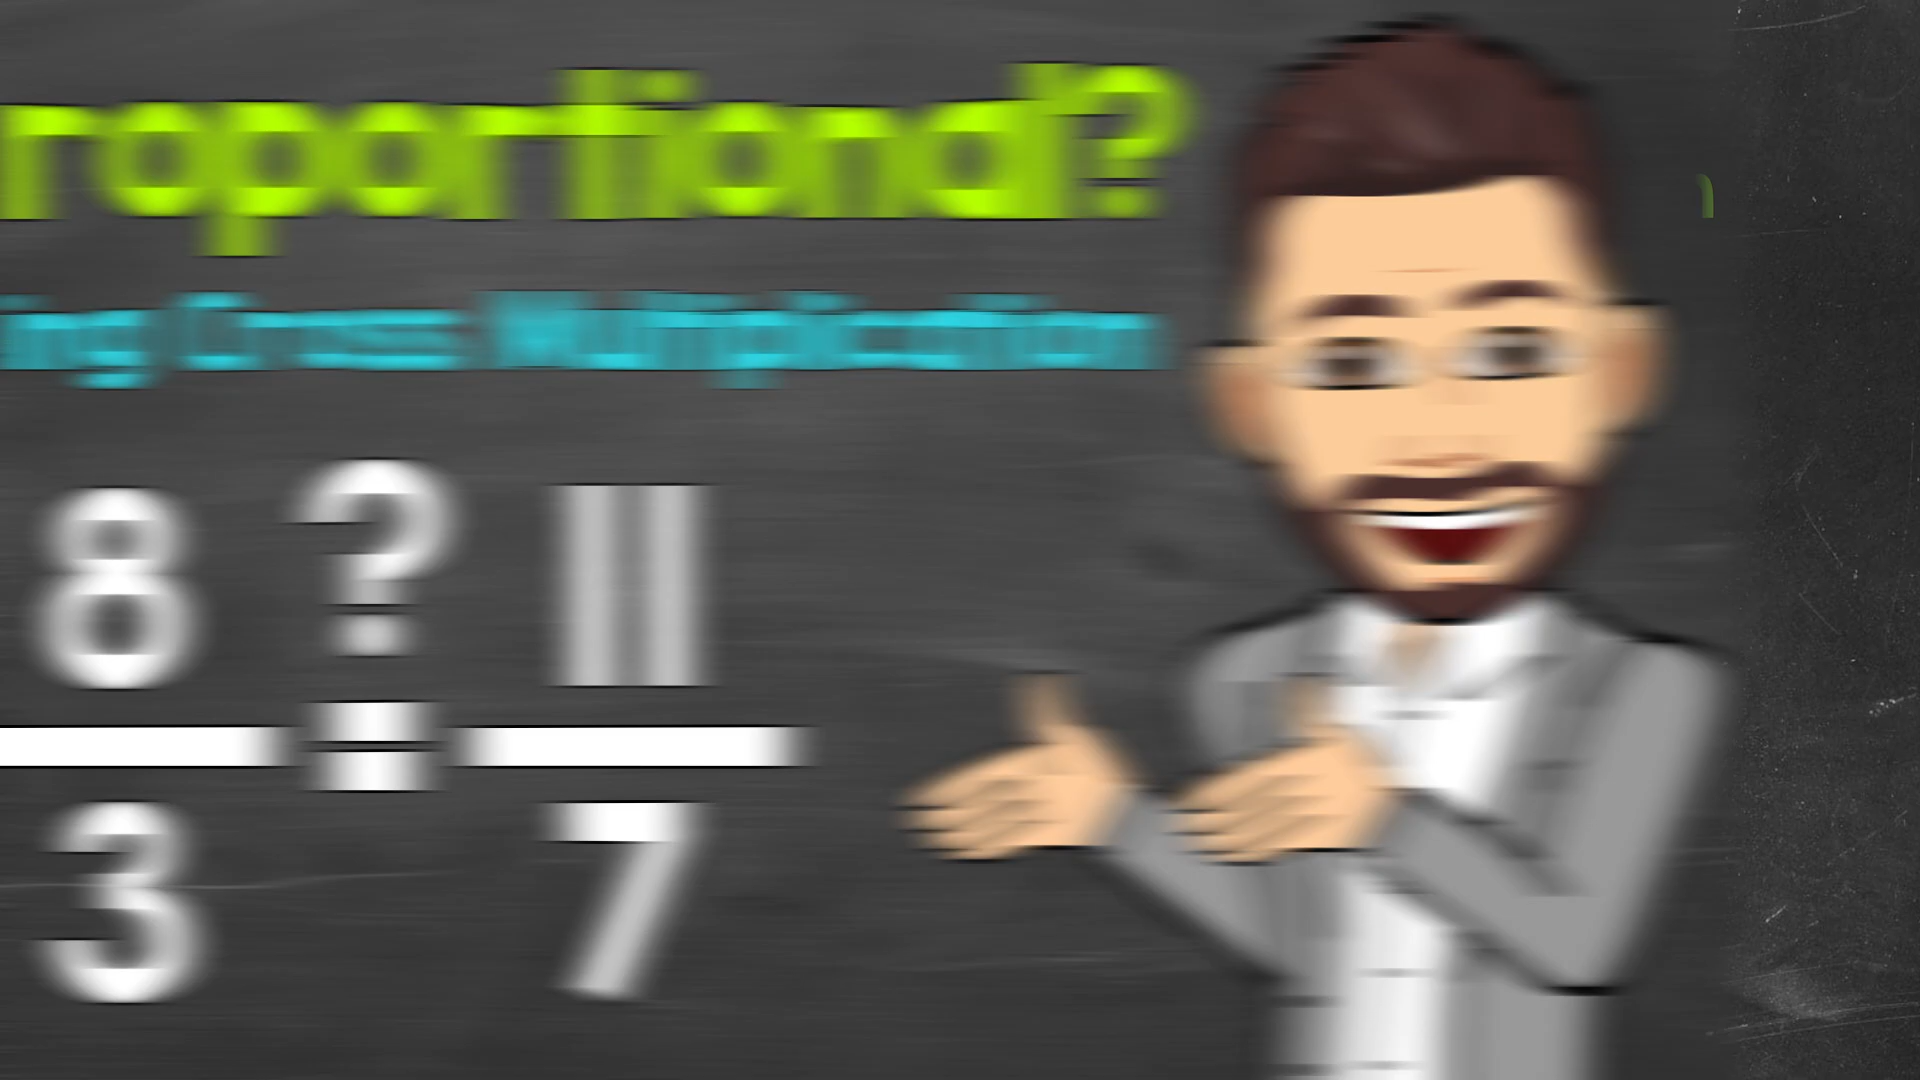 roportional?
ing Cross Multiplication
8 ? 11
=
3 7